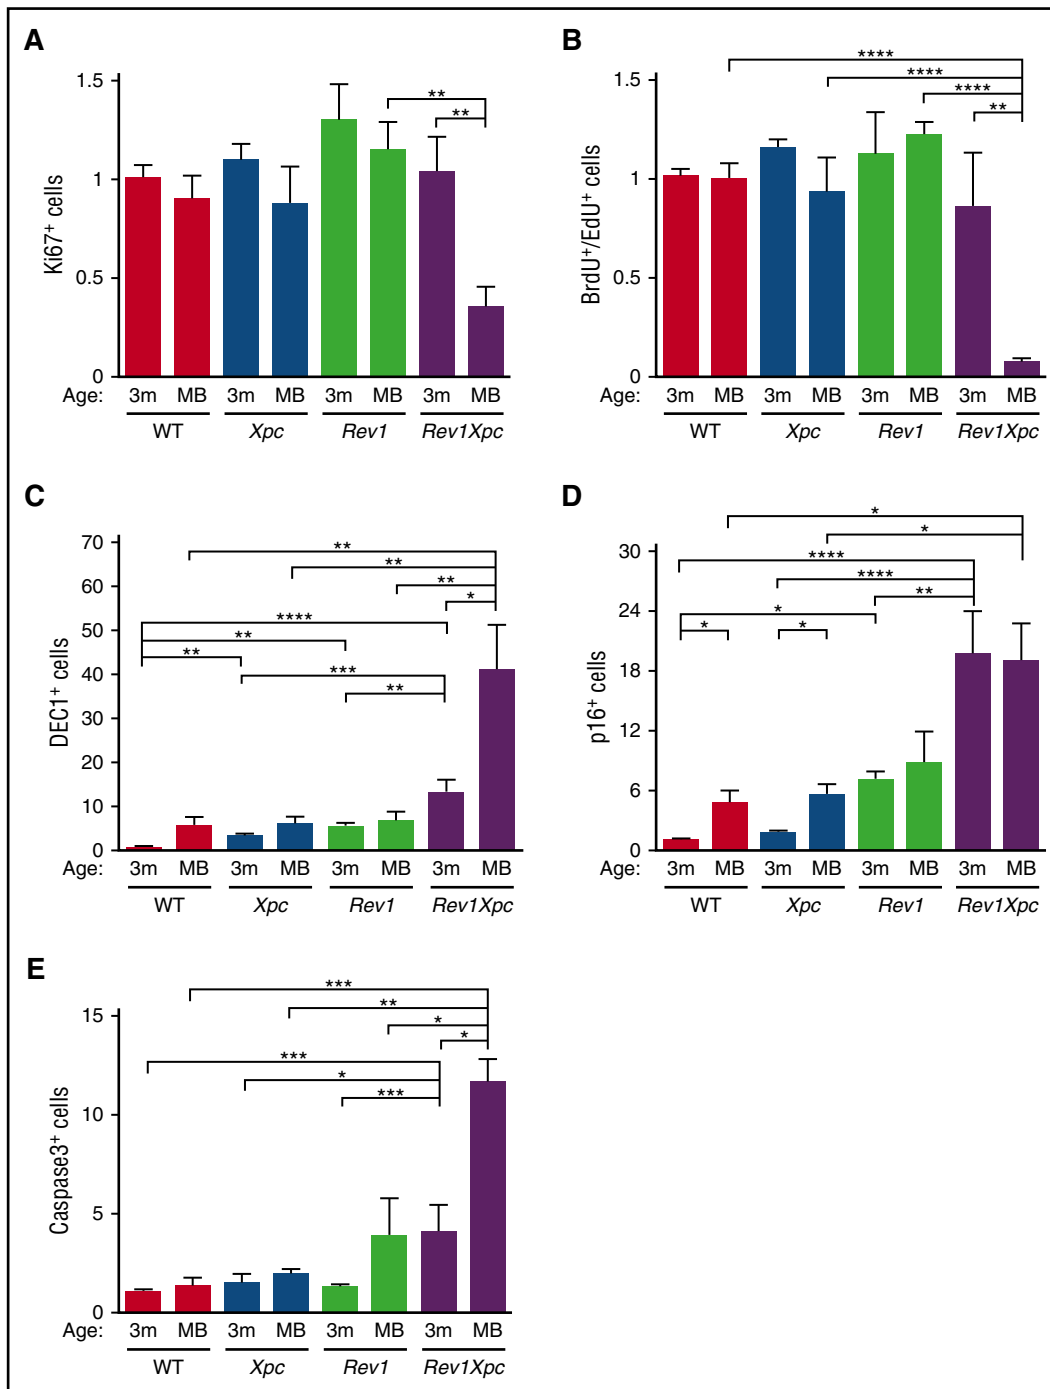 A
Ki67+ cells
** 
**
1.5
1
0.5
0
Age: 3m MB 3m MB 3m MB 3m MB
WT Xpc Rev1 Rev1Xpc
B
BrdU+/EdU+ cells
****
****
****
**
1.5
1
0.5
0
Age: 3m MB 3m MB 3m MB 3m MB
WT Xpc Rev1 Rev1Xpc
C
DEC1+ cells
**
**
**
*
****
**
**
***
**
70
60
50
40
30
20
10
0
Age: 3m MB 3m MB 3m MB 3m MB
WT Xpc Rev1 Rev1Xpc
D
p16+ cells
*
*
****
****
**
*
*
*
30
24
18
12
6
0
Age: 3m MB 3m MB 3m MB 3m MB
WT Xpc Rev1 Rev1Xpc
E
Caspase3+ cells
***
**
*
*
***
*
***
15
10
5
0
Age: 3m MB 3m MB 3m MB 3m MB
WT Xpc Rev1 Rev1Xpc